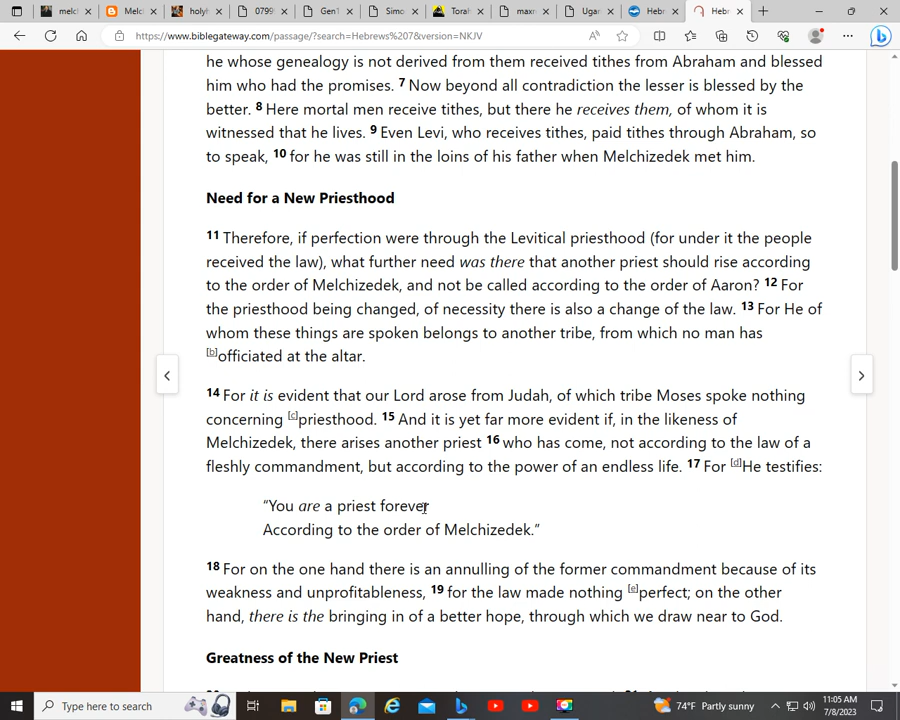 melc
Melch
holyh
0799
Gen1
Simo
Torah
maxn
Ugar
Hebr
Hebr
https://www.biblegateway.com/passage/?search=Hebrews%207&version=NKJV
he whose genealogy is not derived from them received tithes from Abraham and blessed
him who had the promises. 7 Now beyond all contradiction the lesser is blessed by the
better. 8 Here mortal men receive tithes, but there he receives them, of whom it is
witnessed that he lives. 9 Even Levi, who receives tithes, paid tithes through Abraham, so
to speak, 10 for he was still in the loins of his father when Melchizedek met him.
Need for a New Priesthood
11 Therefore, if perfection were through the Levitical priesthood (for under it the people
received the law), what further need was there that another priest should rise according
to the order of Melchizedek, and not be called according to the order of Aaron? 12 For
the priesthood being changed, of necessity there is also a change of the law. 13 For He of
whom these things are spoken belongs to another tribe, from which no man has
[b]officiated at the altar.
14 For it is evident that our Lord arose from Judah, of which tribe Moses spoke nothing
concerning [c]priesthood. 15 And it is yet far more evident if, in the likeness of
Melchizedek, there arises another priest 16 who has come, not according to the law of a
fleshly commandment, but according to the power of an endless life. 17 For [d]He testifies:
“You are a priest forever
According to the order of Melchizedek.”
18 For on the one hand there is an annulling of the former commandment because of its
weakness and unprofitableness, 19 for the law made nothing [e]perfect; on the other
hand, there is the bringing in of a better hope, through which we draw near to God.
Greatness of the New Priest
Type here to search
74°F Partly sunny
11:05 AM
7/8/2023